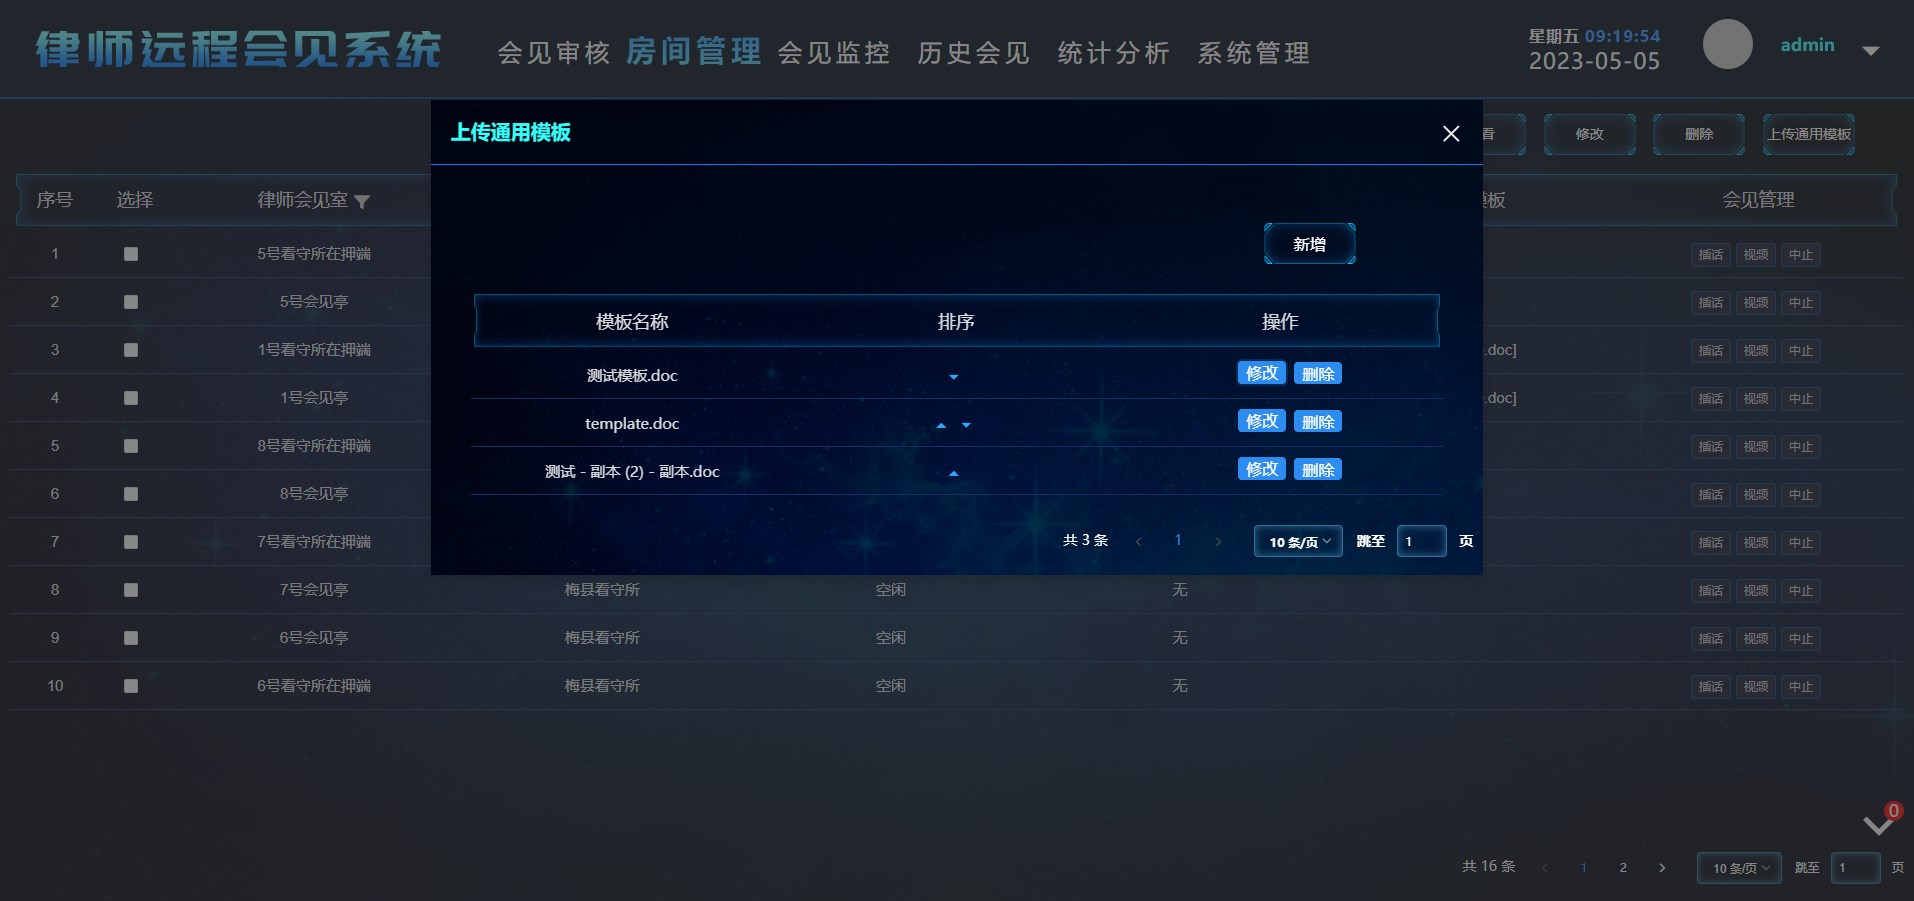 律师远程会见系统
会见审核 房间管理 会见监控 历史会见 统计分析 系统管理
星期五 09:19:54
2023-05-05
admin
上传通用模板
看 修改 删除 上传通用模板
序号 选择 律师会见室 板 会见管理
新增
模板名称 排序 操作
测试模板.doc 修改 删除
template.doc 修改 删除
测试 - 副本 (2) - 副本.doc 修改 删除
共 3 条 1 10 条/页 跳至 1 页
1 5号看守所在押端 插话 视频 中止
2 5号会见亭 插话 视频 中止
3 1号看守所在押端 .doc] 插话 视频 中止
4 1号会见亭 .doc] 插话 视频 中止
5 8号看守所在押端 插话 视频 中止
6 8号会见亭 插话 视频 中止
7 7号看守所在押端 插话 视频 中止
8 7号会见亭 梅县看守所 空闲 无 插话 视频 中止
9 6号会见亭 梅县看守所 空闲 无 插话 视频 中止
10 6号看守所在押端 梅县看守所 空闲 无 插话 视频 中止
0
共 16 条 1 2 10 条/页 跳至 1 页